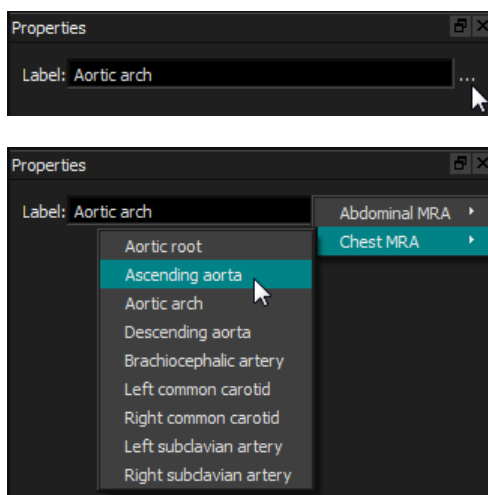 Properties
Label: Aortic arch ...
Properties
Label: Aortic arch
Abdominal MRA
Chest MRA
Aortic root
Ascending aorta
Aortic arch
Descending aorta
Brachiocephalic artery
Left common carotid
Right common carotid
Left subclavian artery
Right subclavian artery